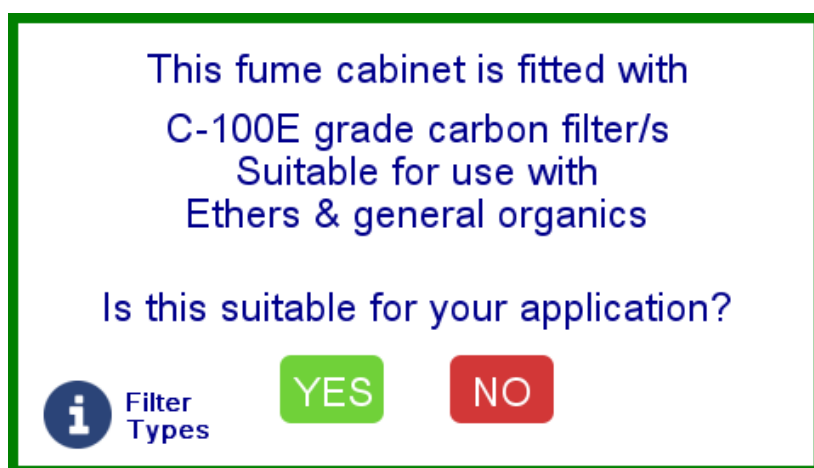 This fume cabinet is fitted with
C-100E grade carbon filter/s
Suitable for use with
Ethers & general organics
Is this suitable for your application?
YES
NO
i
Filter
Types